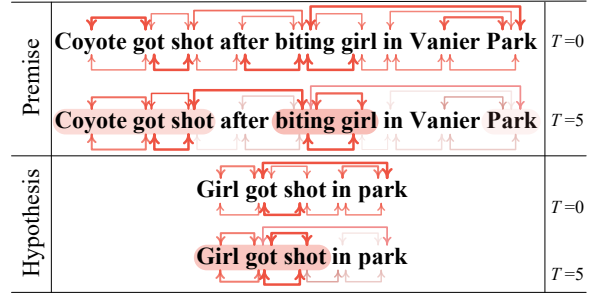 Premise
Coyote got shot after biting girl in Vanier Park
T=0
Coyote got shot after biting girl in Vanier Park
T=5
Hypothesis
Girl got shot in park
T=0
Girl got shot in park
T=5